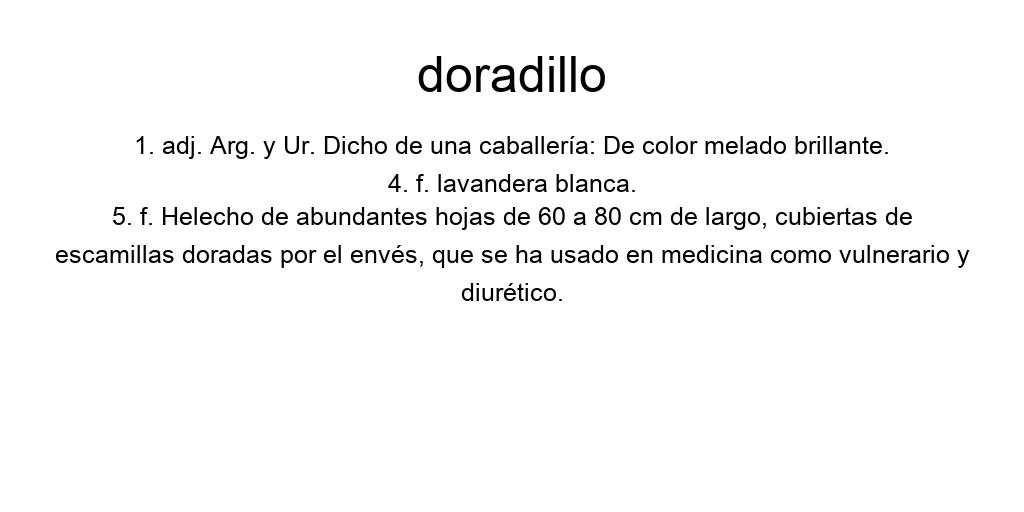 doradillo
1. adj. Arg. y Ur. Dicho de una caballería: De color melado brillante.
4. f. lavandera blanca.
5. f. Helecho de abundantes hojas de 60 a 80 cm de largo, cubiertas de
escamillas doradas por el envés, que se ha usado en medicina como vulnerario y
diurético.